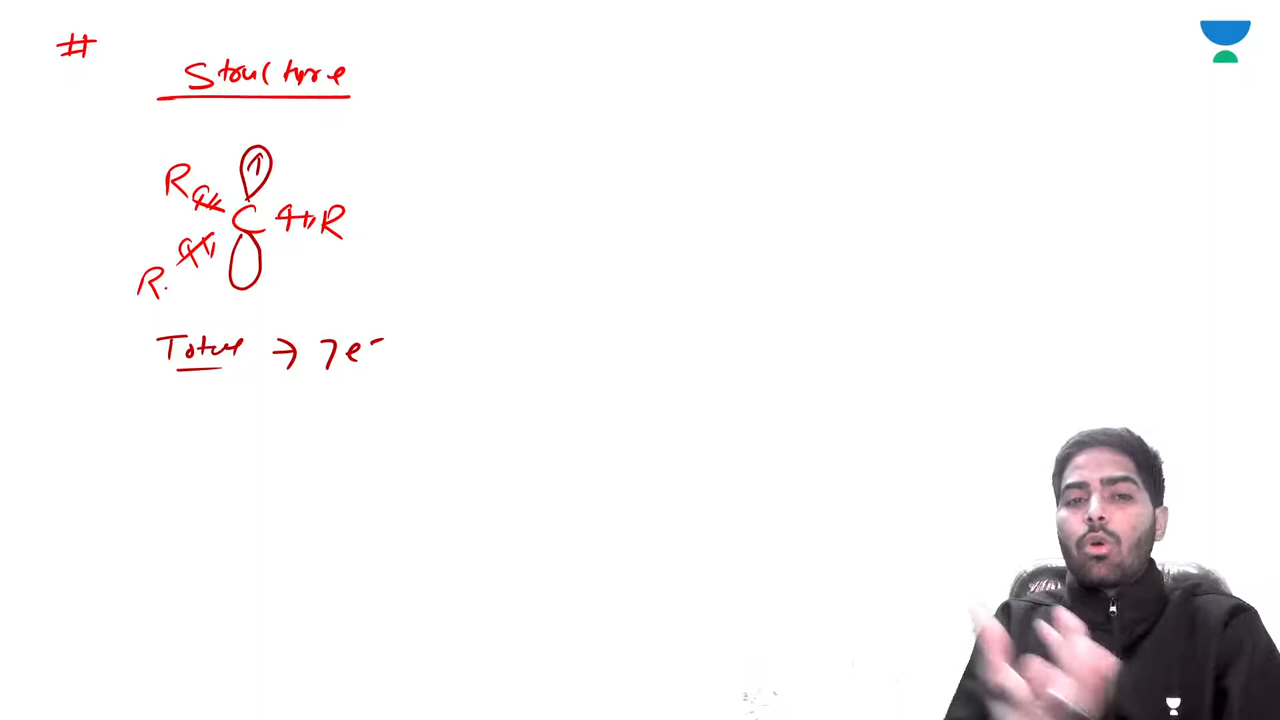 #
Structure
R
C
R
R
Total → 7e⁻